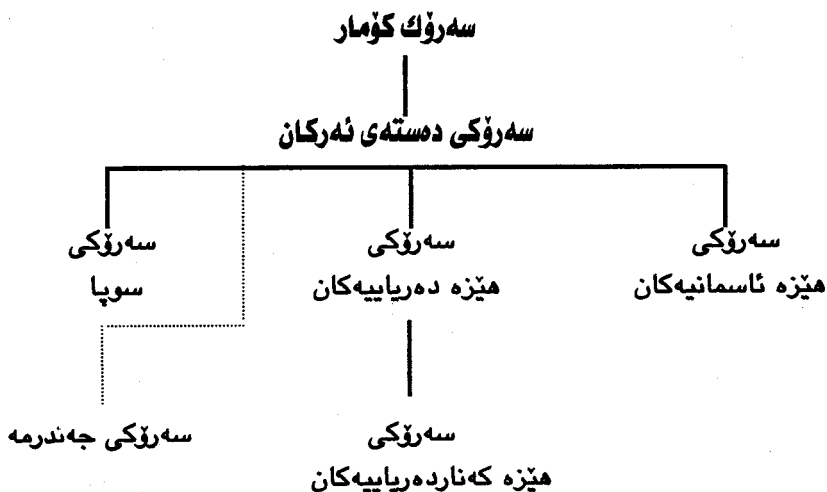 سەرۆك كۆمار
سەرۆكی دەستەی ئەركان
سەرۆكی
هێزە ئاسمانیەكان
سەرۆكی
هێزە دەریاییەكان
سەرۆكی
سوپا
سەرۆكی
هێزە كەناردەریاییەكان
سەرۆكی جەندرمە